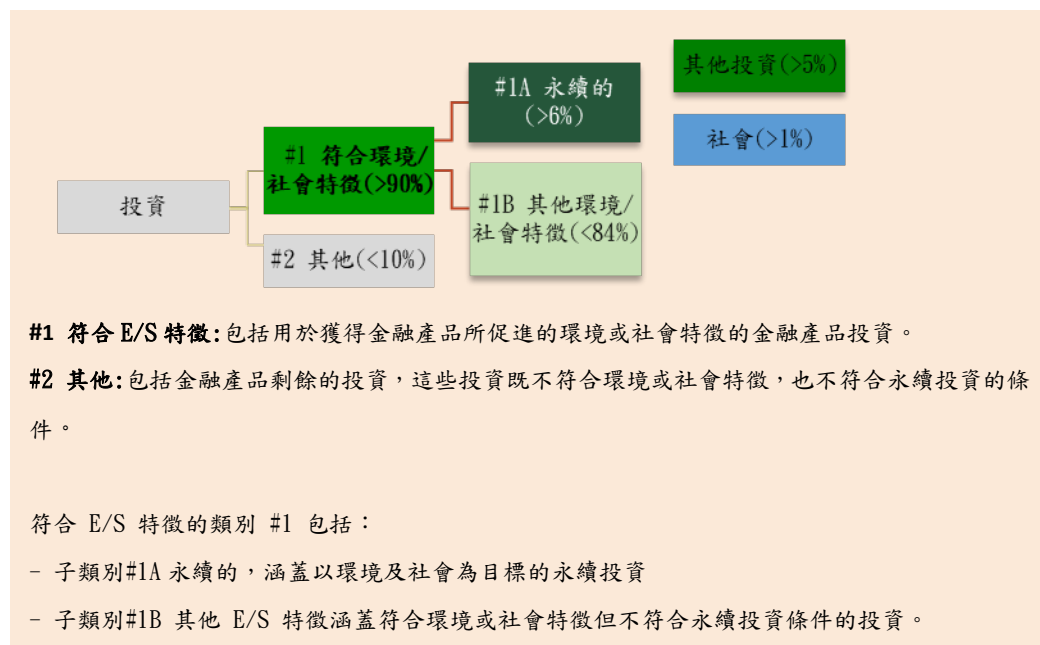 投資
#1 符合環境/
社會特徵(>90%)
#2 其他(<10%)
#1A 永續的
(>6%)
#1B 其他環境/
社會特徵(<84%)
其他投資(>5%)
社會(>1%)
#1 符合 E/S 特徵:包括用於獲得金融產品所促進的環境或社會特徵的金融產品投資。
#2 其他:包括金融產品剩餘的投資，這些投資既不符合環境或社會特徵，也不符合永續投資的條
件。
符合 E/S 特徵的類別 #1 包括：
- 子類別#1A 永續的，涵蓋以環境及社會為目標的永續投資
- 子類別#1B 其他 E/S 特徵涵蓋符合環境或社會特徵但不符合永續投資條件的投資。